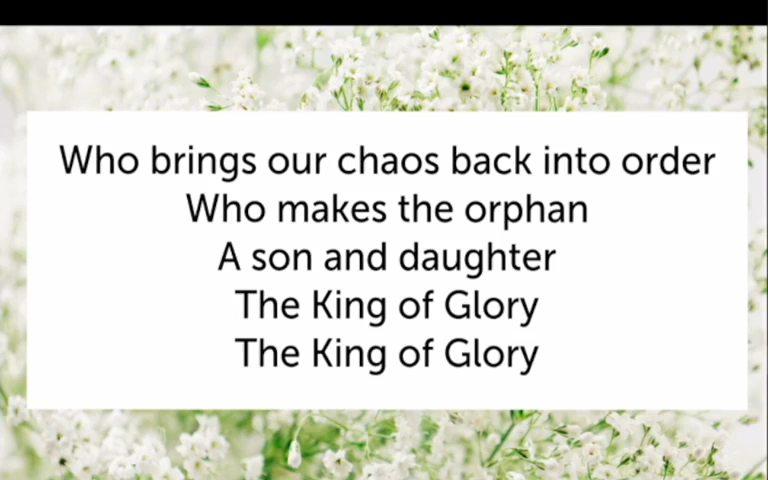 Who brings our chaos back into order
Who makes the orphan
A son and daughter
The King of Glory
The King of Glory